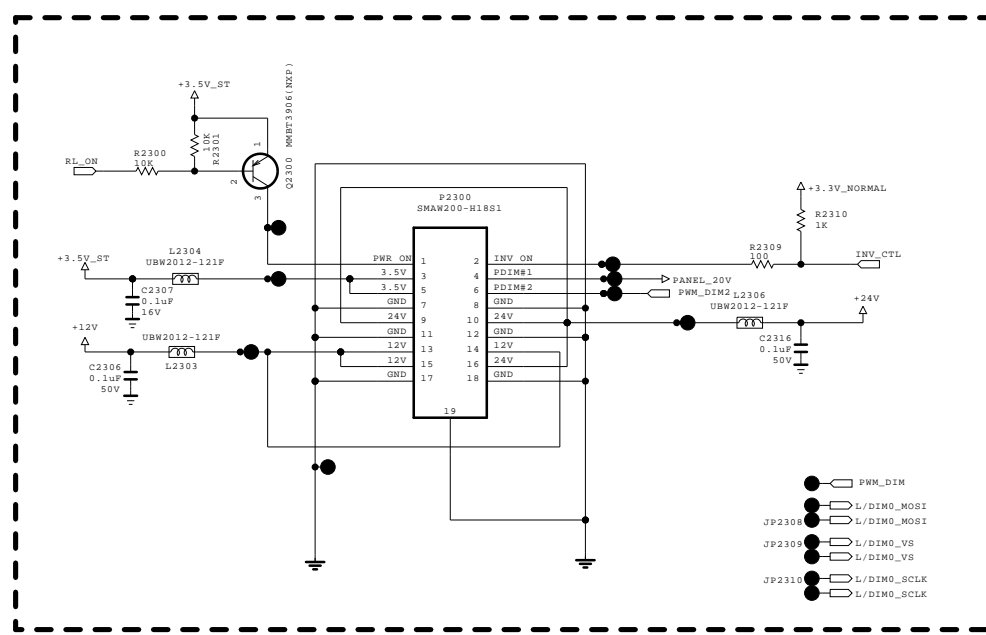 +3.5V_ST
Q2300 MMBT3906(NXP)
10K
R2301
R2300
10K
RL_ON
1
2
3
P2300
SMAW200-H18S1
+3.3V_NORMAL
R2310
1K
R2309
100
INV_CTL
L2304
UBW2012-121F
+3.5V_ST
C2307
0.1uF
16V
+12V
UBW2012-121F
L2303
C2306
0.1uF
50V
PWR ON 1 2 INV ON
3.5V 3 4 PDIM#1
3.5V 5 6 PDIM#2
GND 7 8 GND
24V 9 10 24V
GND 11 12 GND
12V 13 14 12V
12V 15 16 24V
GND 17 18 GND
19
PANEL_20V
PWM_DIM2
L2306
UBW2012-121F
+24V
C2316
0.1uF
50V
PWM_DIM
L/DIM0_MOSI
JP2308 L/DIM0_MOSI
JP2309 L/DIM0_VS
L/DIM0_VS
JP2310 L/DIM0_SCLK
L/DIM0_SCLK